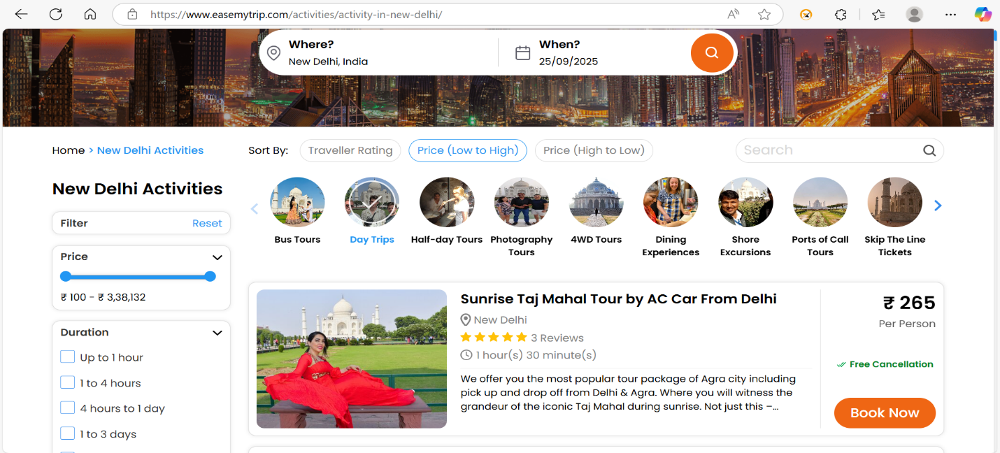 https://www.easemytrip.com/activities/activity-in-new-delhi/
Where?
New Delhi, India
When?
25/09/2025
Home > New Delhi Activities
Sort By:
Traveller Rating
Price (Low to High)
Price (High to Low)
Search
New Delhi Activities
Filter
Reset
Price
₹ 100 - ₹ 3,38,132
Duration
Up to 1 hour
1 to 4 hours
4 hours to 1 day
1 to 3 days
Bus Tours
Day Trips
Half-day Tours
Photography
Tours
4WD Tours
Dining
Experiences
Shore
Excursions
Ports of Call
Tours
Skip The Line
Tickets
Sunrise Taj Mahal Tour by AC Car From Delhi
New Delhi
3 Reviews
1 hour(s) 30 minute(s)
We offer you the most popular tour package of Agra city including
pick up and drop off from Delhi & Agra. Where you will witness the
grandeur of the iconic Taj Mahal during sunrise. Not just this –...
₹ 265
Per Person
Free Cancellation
Book Now